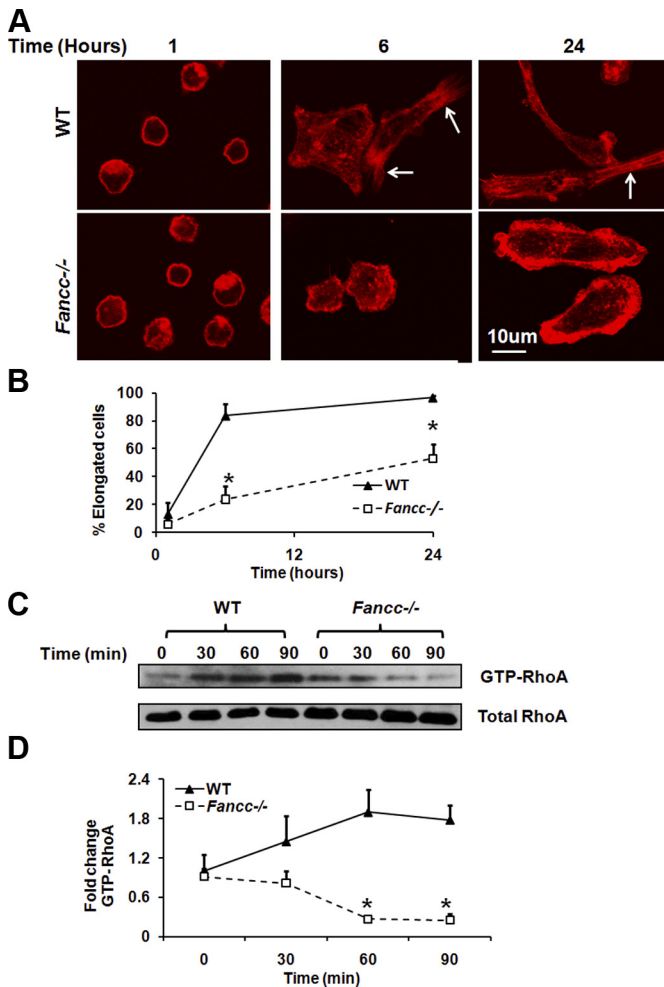 A
Time (Hours) 1 6 24
WT
Fancc-/-
10um
B
% Elongated cells
100
80
60
40
20
0
*
*
WT
Fancc-/-
0 12 24
Time (hours)
C
WT Fancc-/-
Time (min) 0 30 60 90 0 30 60 90
GTP-RhoA
Total RhoA
D
Fold change
GTP-RhoA
2.4
1.8
1.2
0.6
0
WT
Fancc-/-
* *
0 30 60 90
Time (min)